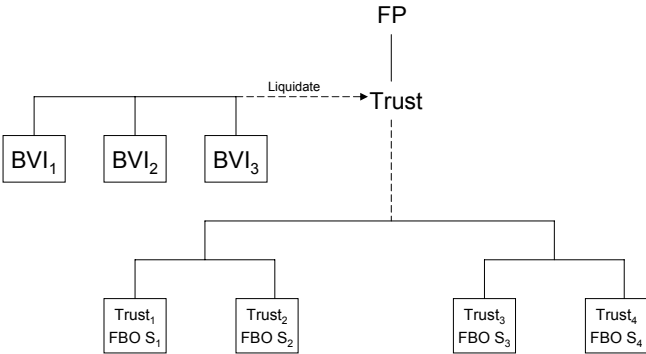 FP
Liquidate
Trust
BVI₁ BVI₂ BVI₃
Trust₁ Trust₂ Trust₃ Trust₄
FBO S₁ FBO S₂ FBO S₃ FBO S₄